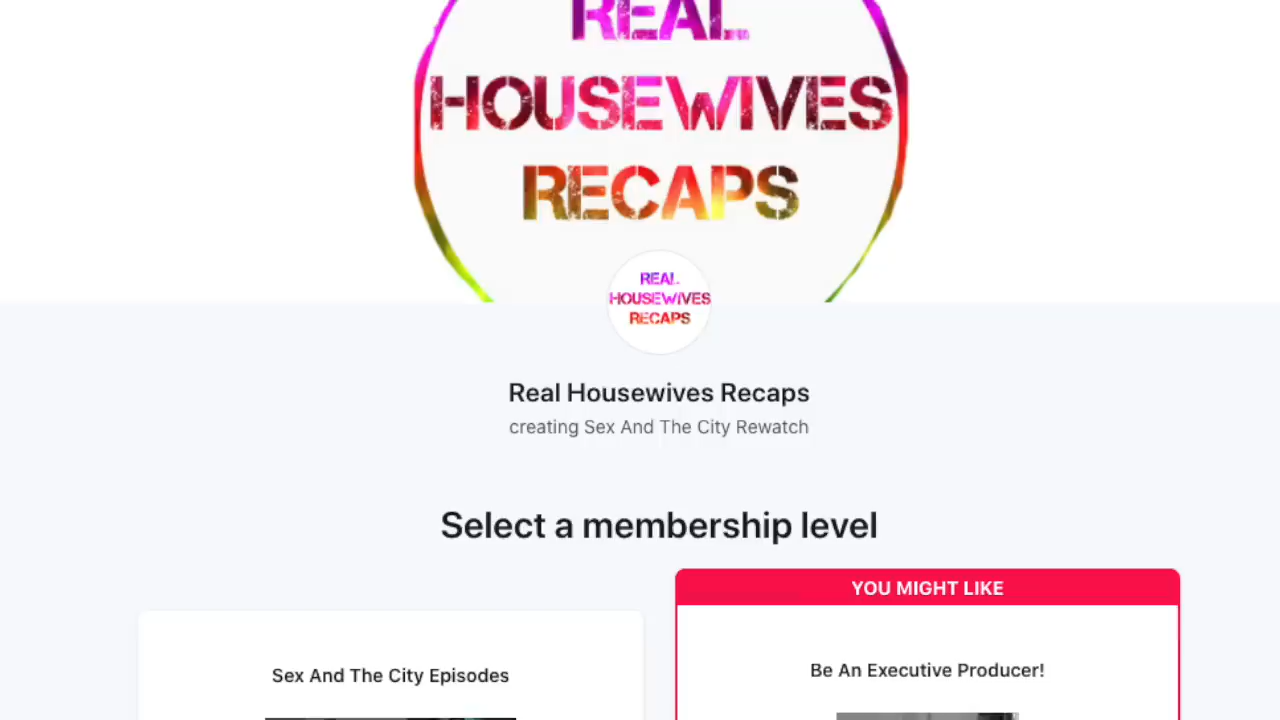 REAL
HOUSEWIVES
RECAPS
REAL
HOUSEWIVES
RECAPS
Real Housewives Recaps
creating Sex And The City Rewatch
Select a membership level
YOU MIGHT LIKE
Sex And The City Episodes
Be An Executive Producer!